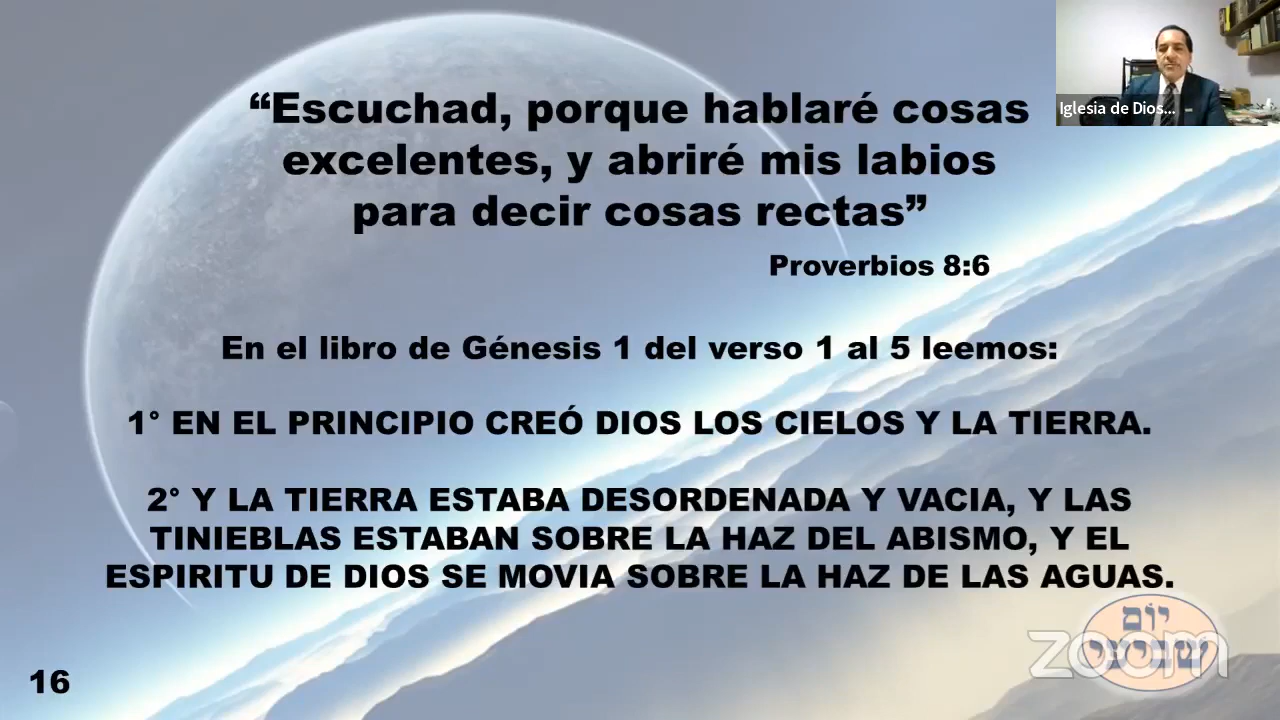 Iglesia de Dios...
“Escuchad, porque hablaré cosas
excelentes, y abriré mis labios
para decir cosas rectas”
Proverbios 8:6
En el libro de Génesis 1 del verso 1 al 5 leemos:
1° EN EL PRINCIPIO CREÓ DIOS LOS CIELOS Y LA TIERRA.
2° Y LA TIERRA ESTABA DESORDENADA Y VACIA, Y LAS
TINIEBLAS ESTABAN SOBRE LA HAZ DEL ABISMO, Y EL
ESPIRITU DE DIOS SE MOVIA SOBRE LA HAZ DE LAS AGUAS.
יוֹם
zoom
16